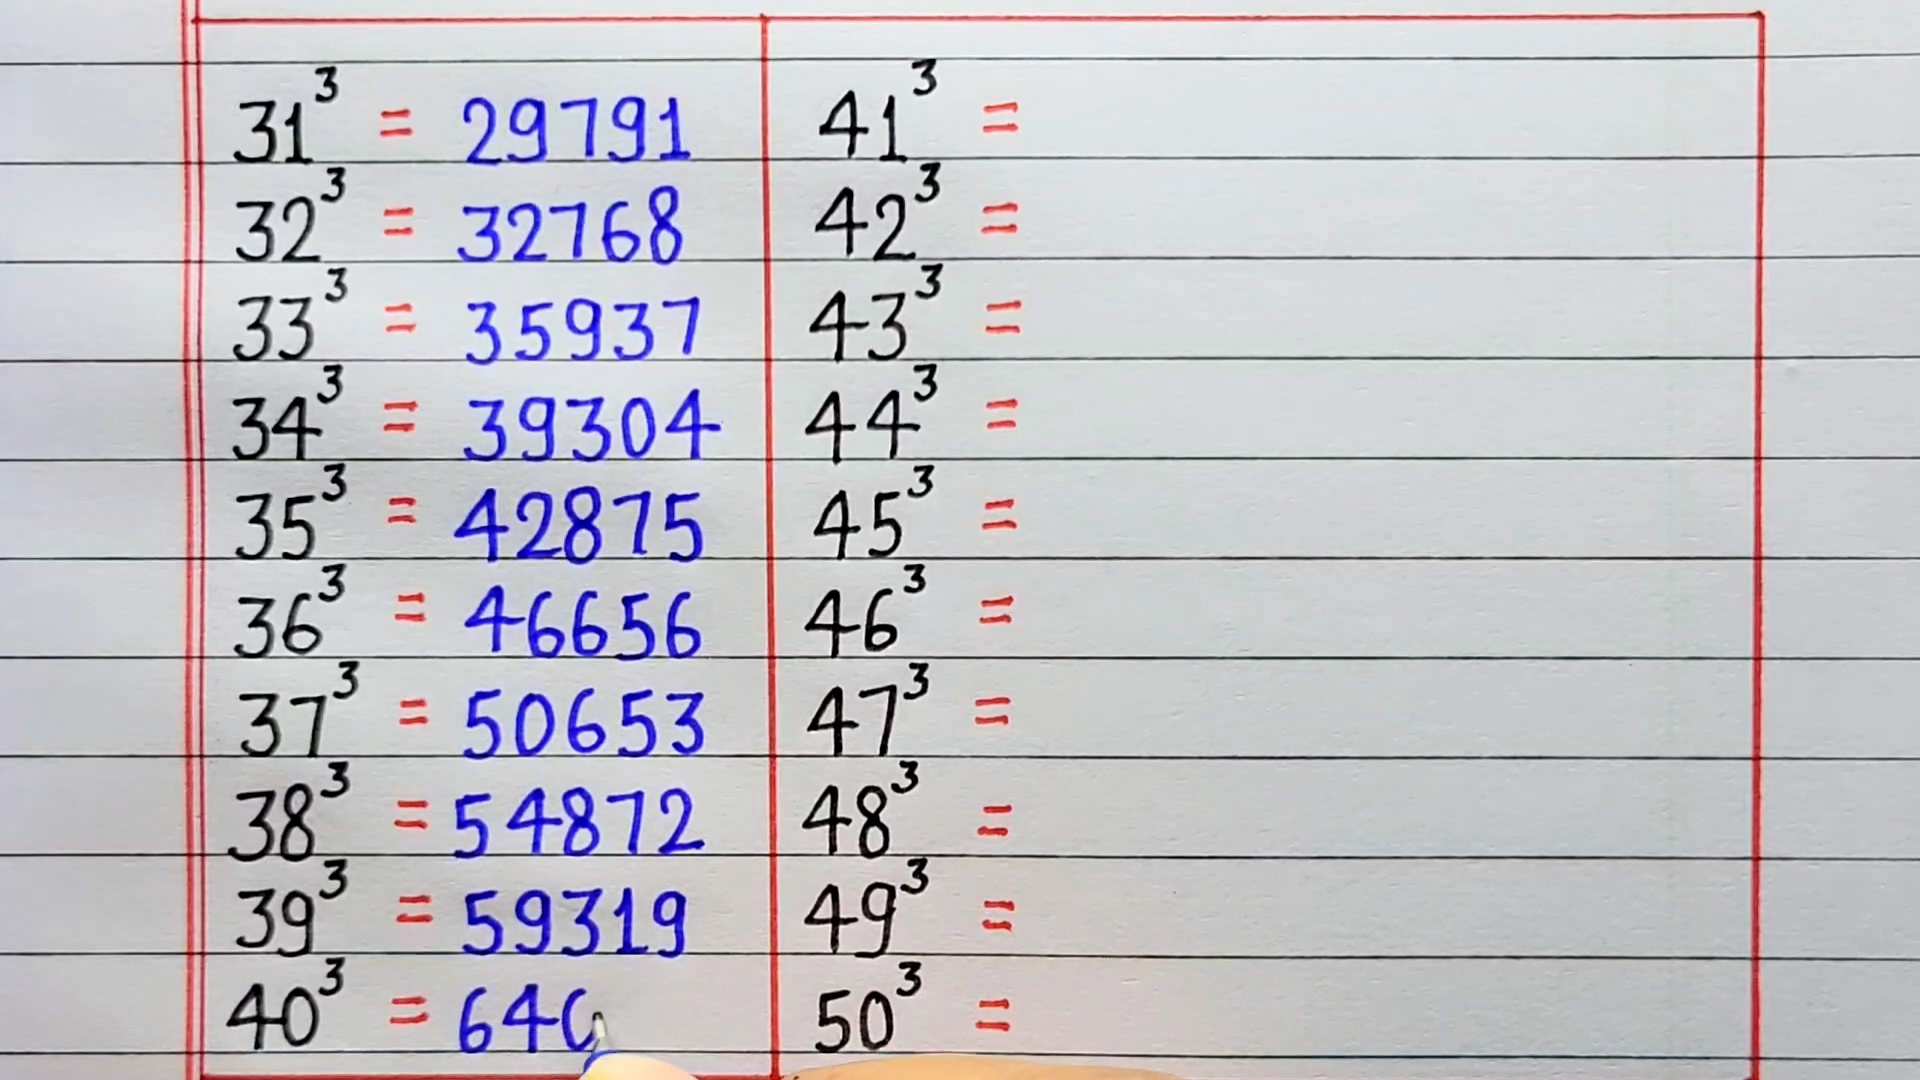 31³ = 29791
32³ = 32768
33³ = 35937
34³ = 39304
35³ = 42875
36³ = 46656
37³ = 50653
38³ = 54872
39³ = 59319
40³ = 640
41³ =
42³ =
43³ =
44³ =
45³ =
46³ =
47³ =
48³ =
49³ =
50³ =